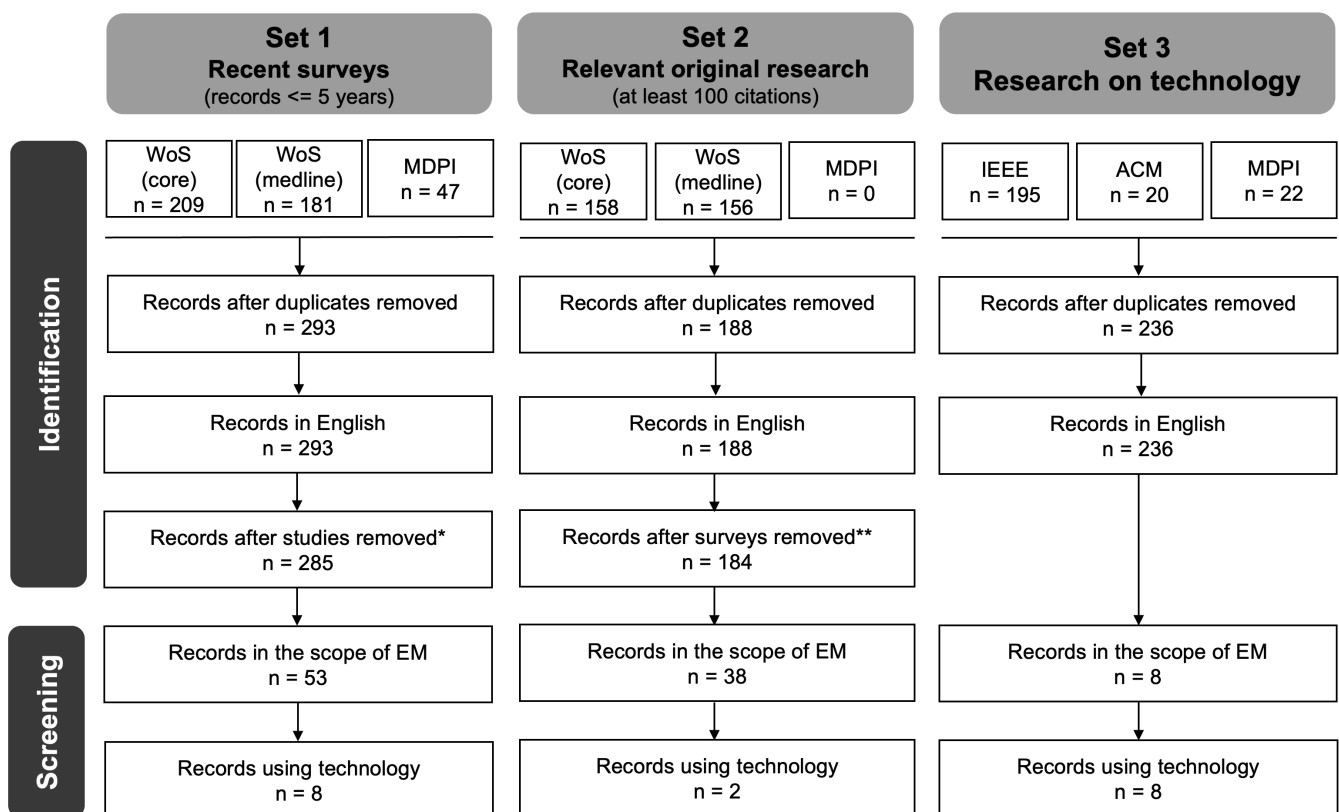 Set 1
Recent surveys
(records <= 5 years)
Set 2
Relevant original research
(at least 100 citations)
Set 3
Research on technology
Identification
WoS
(core)
n = 209
WoS
(medline)
n = 181
MDPI
n = 47
WoS
(core)
n = 158
WoS
(medline)
n = 156
MDPI
n = 0
IEEE
n = 195
ACM
n = 20
MDPI
n = 22
Records after duplicates removed
n = 293
Records after duplicates removed
n = 188
Records after duplicates removed
n = 236
Records in English
n = 293
Records in English
n = 188
Records in English
n = 236
Records after studies removed*
n = 285
Records after surveys removed**
n = 184
Screening
Records in the scope of EM
n = 53
Records in the scope of EM
n = 38
Records in the scope of EM
n = 8
Records using technology
n = 8
Records using technology
n = 2
Records using technology
n = 8